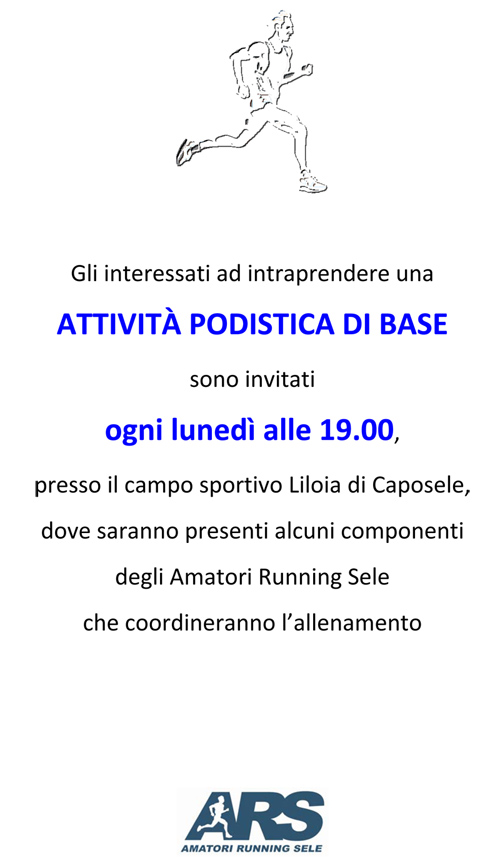 Gli interessati ad intraprendere una
ATTIVITÀ PODISTICA DI BASE
sono invitati
ogni lunedì alle 19.00,
presso il campo sportivo Liloia di Caposele,
dove saranno presenti alcuni componenti
degli Amatori Running Sele
che coordineranno l’allenamento
ARS
AMATORI RUNNING SELE